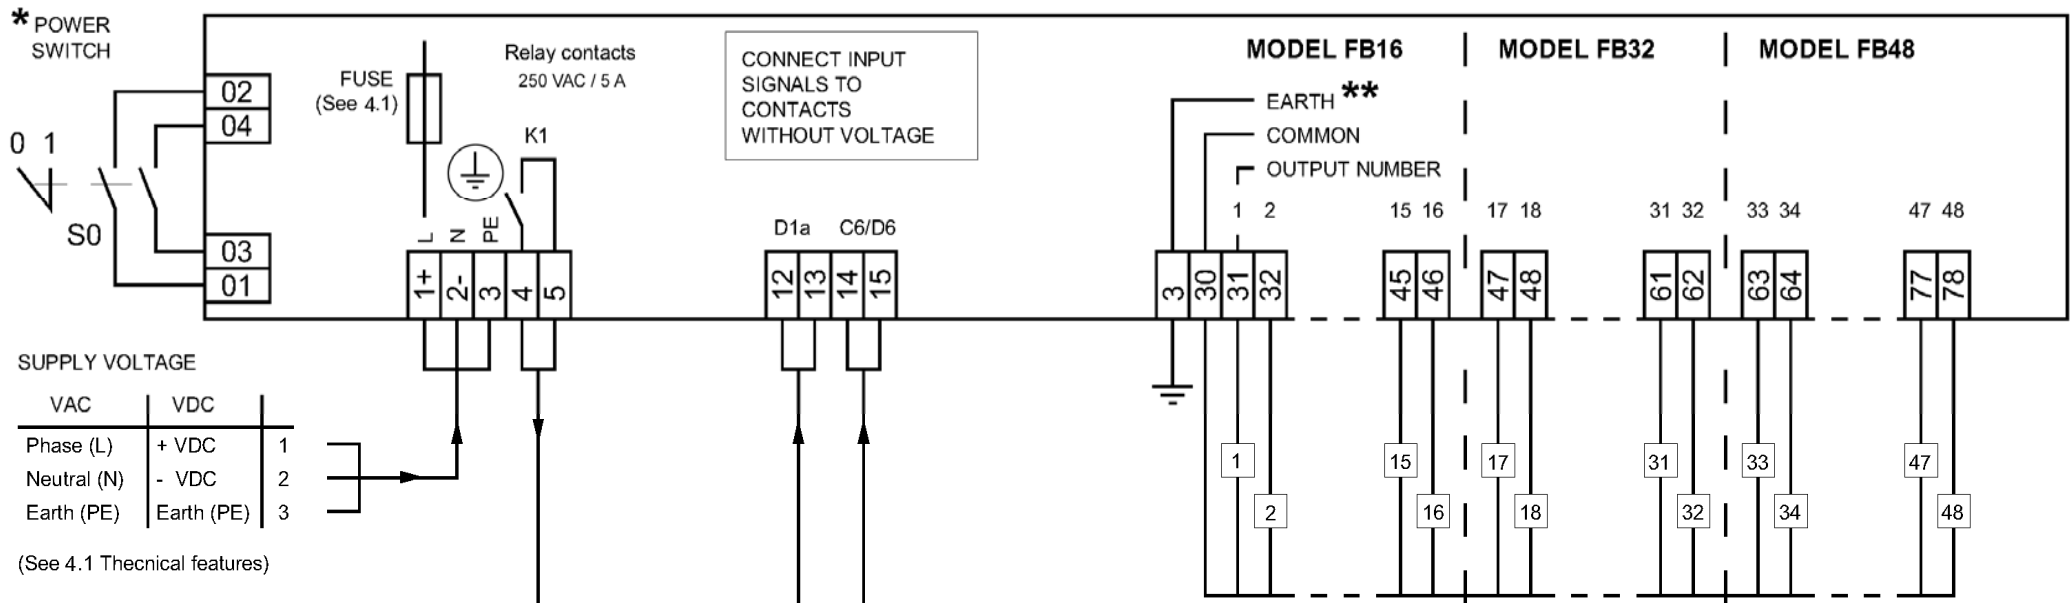 * POWER
SWITCH
02
04
0 1
S0
03
01
FUSE
(See 4.1)
Relay contacts
250 VAC / 5 A
K1
L N PE
1+ 2- 3 4 5
CONNECT INPUT
SIGNALS TO
CONTACTS
WITHOUT VOLTAGE
D1a C6/D6
12 13 14 15
MODEL FB16 MODEL FB32 MODEL FB48
EARTH **
COMMON
OUTPUT NUMBER
1 2 15 16 17 18 31 32 33 34 47 48
3 30 31 32 45 46 47 48 61 62 63 64 77 78
SUPPLY VOLTAGE
VAC VDC
Phase (L) + VDC 1
Neutral (N) - VDC 2
Earth (PE) Earth (PE) 3
(See 4.1 Thecnical features)
1 15 17 31 33 47
2 16 18 32 34 48